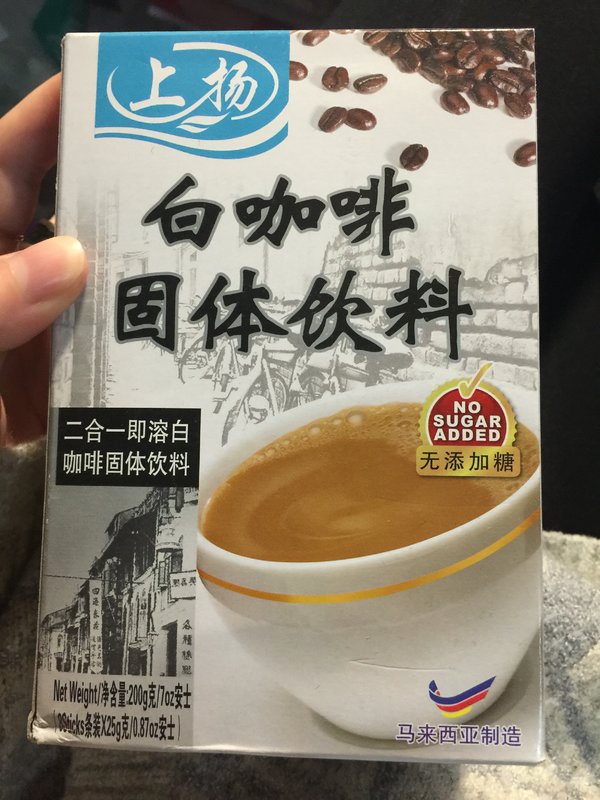 上扬
白咖啡
固体饮料
NO
SUGAR
ADDED
无添加糖
二合一即溶白
咖啡固体饮料
Net Weight/净含量:200g克/7oz安士
(8Sticks条装X25g克/0.87oz安士)
马来西亚制造